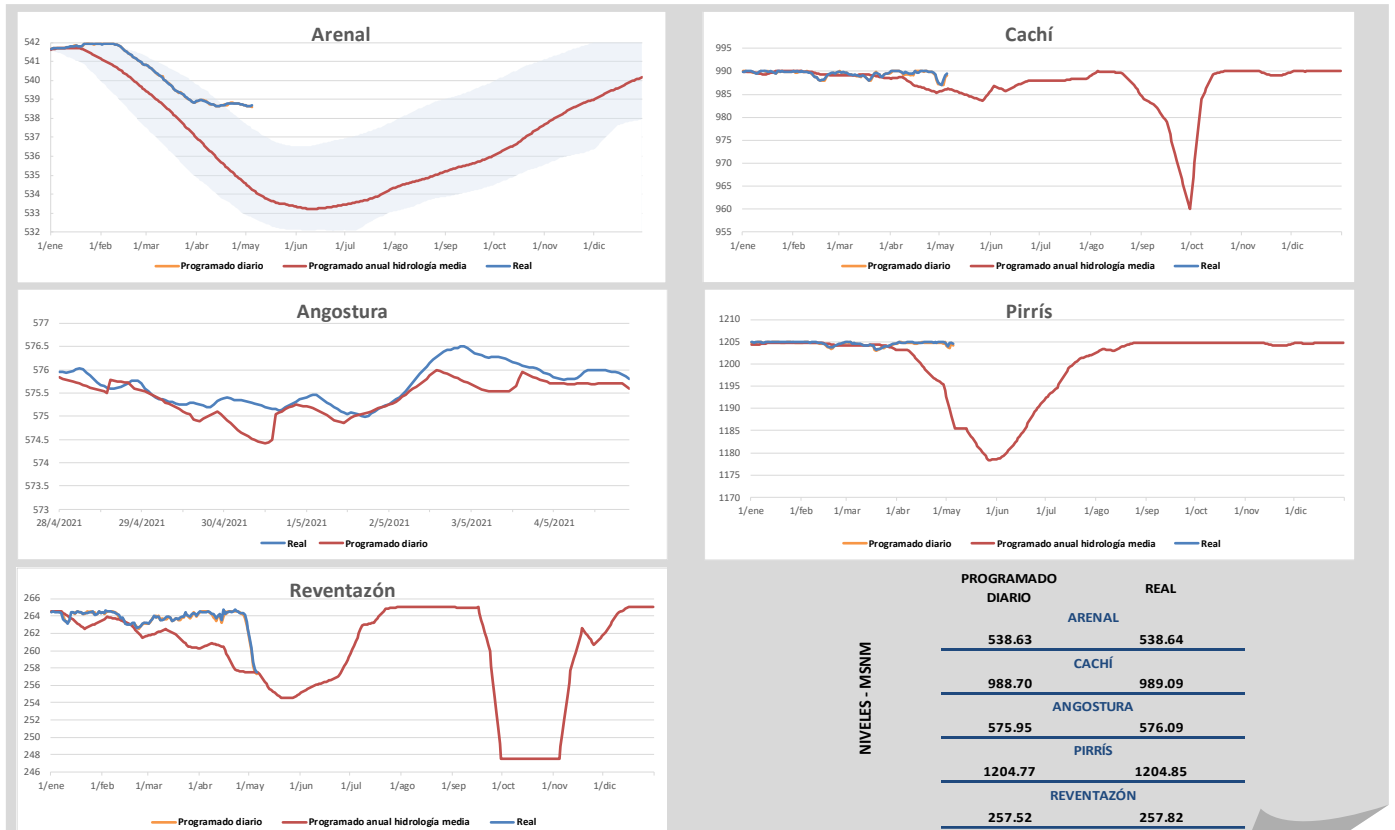 Arenal
542
541
540
539
538
536
535
534
533
532
1/ene
1/feb
1/mar
1/abr
1/may
1/jun
1/jul
1/ago
1/sep
1/oct
1/nov
1/dic
Programado diario
Programado anual hidrología media
Real
Cachí
995
990
985
980
975
970
965
960
955
1/ene
1/feb
1/mar
1/abr
1/may
1/jun
1/jul
1/ago
1/sep
1/oct
1/nov
1/dic
Programado diario
Programado anual hidrología media
Real
Angostura
577
576.5
576
575.5
575
574.5
574
573.5
573
28/4/2021
29/4/2021
30/4/2021
1/5/2021
2/5/2021
3/5/2021
4/5/2021
Real
Programado diario
Pirrís
1210
1205
1200
1195
1190
1185
1180
1175
1170
1/ene
1/feb
1/mar
1/abr
1/may
1/jun
1/jul
1/ago
1/sep
1/oct
1/nov
1/dic
Programado diario
Programado anual hidrología media
Real
Reventazón
266
264
262
260
258
256
254
252
250
248
246
1/ene
1/feb
1/mar
1/abr
1/may
1/jun
1/jul
1/ago
1/sep
1/oct
1/nov
1/dic
Programado diario
Programado anual hidrología media
Real
NIVELES - MSNM
PROGRAMADO
DIARIO
REAL
ARENAL
538.63 538.64
CACHÍ
988.70 989.09
ANGOSTURA
575.95 576.09
PIRRÍS
1204.77 1204.85
REVENTAZÓN
257.52 257.82